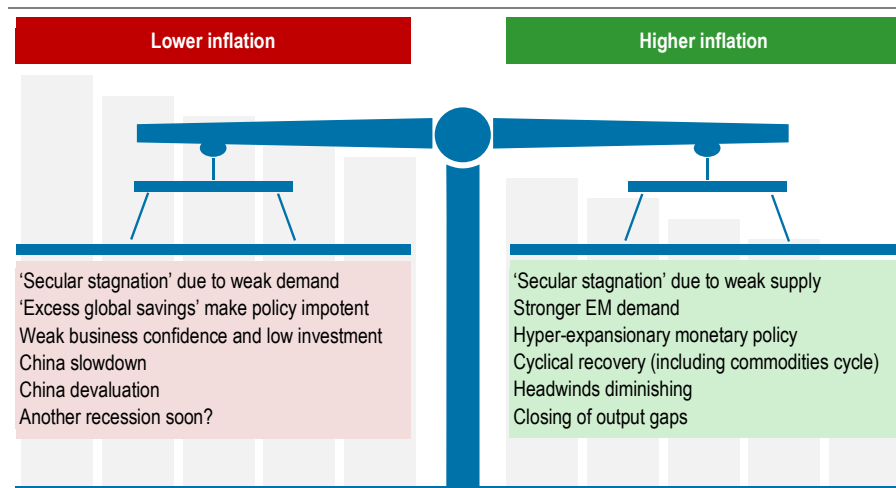 Lower inflation
Higher inflation
‘Secular stagnation’ due to weak demand
‘Excess global savings’ make policy impotent
Weak business confidence and low investment
China slowdown
China devaluation
Another recession soon?
‘Secular stagnation’ due to weak supply
Stronger EM demand
Hyper-expansionary monetary policy
Cyclical recovery (including commodities cycle)
Headwinds diminishing
Closing of output gaps